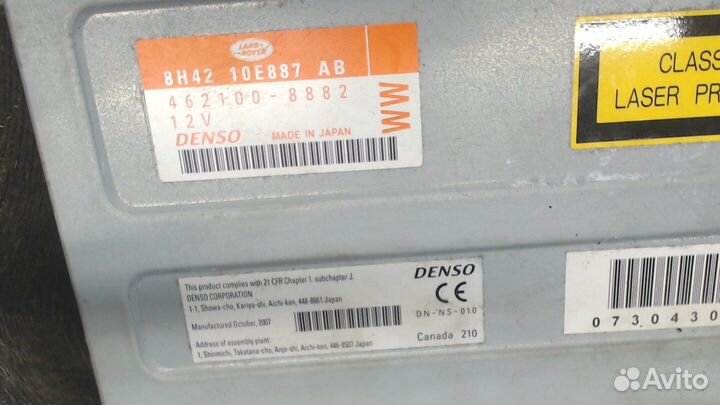 LAND ROVER
8H42 10E887 AB
462100-8882
12V
DENSO MADE IN JAPAN
WW
CLASS
LASER PR
This product complies with 21 CFR Chapter 1. subchapter J.
DENSO CORPORATION
1-1, Showa-cho, Kariya-shi, Aichi-ken, 448-8661 Japan
Manufactured:October, 2007
Address of assembly plant:
1, Shinmichi, Takatana-cho, Anjo-shi, Aichi-ken, 446-8507 Japan
DENSO
CE
DN-NS-010
Canada 210
0730430
Avito